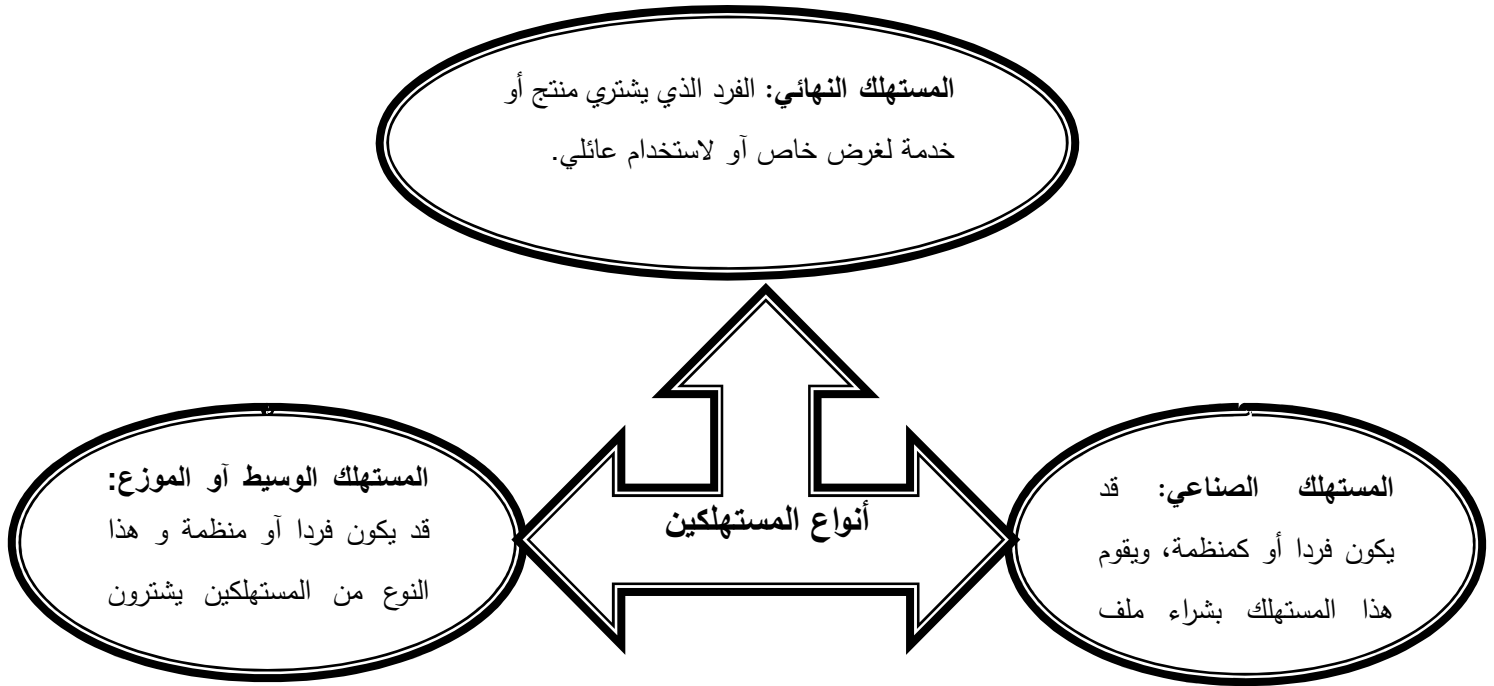 المستهلك النهائي: الفرد الذي يشتري منتج أو
خدمة لغرض خاص آو لاستخدام عائلي.
أنواع المستهلكين
المستهلك الصناعي: قد
يكون فردا أو كمنظمة، ويقوم
هذا المستهلك بشراء ملف
المستهلك الوسيط آو الموزع:
قد يكون فردا آو منظمة و هذا
النوع من المستهلكين يشترون